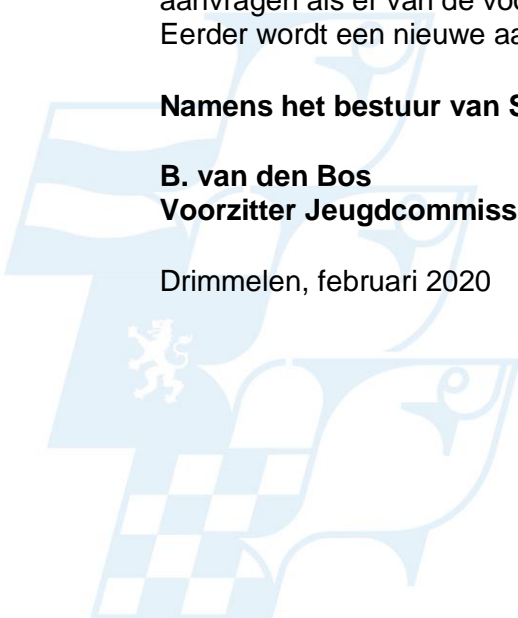 aanvragen als er van de voo
Eerder wordt een nieuwe aa
Namens het bestuur van S
B. van den Bos
Voorzitter Jeugdcommiss
Drimmelen, februari 2020